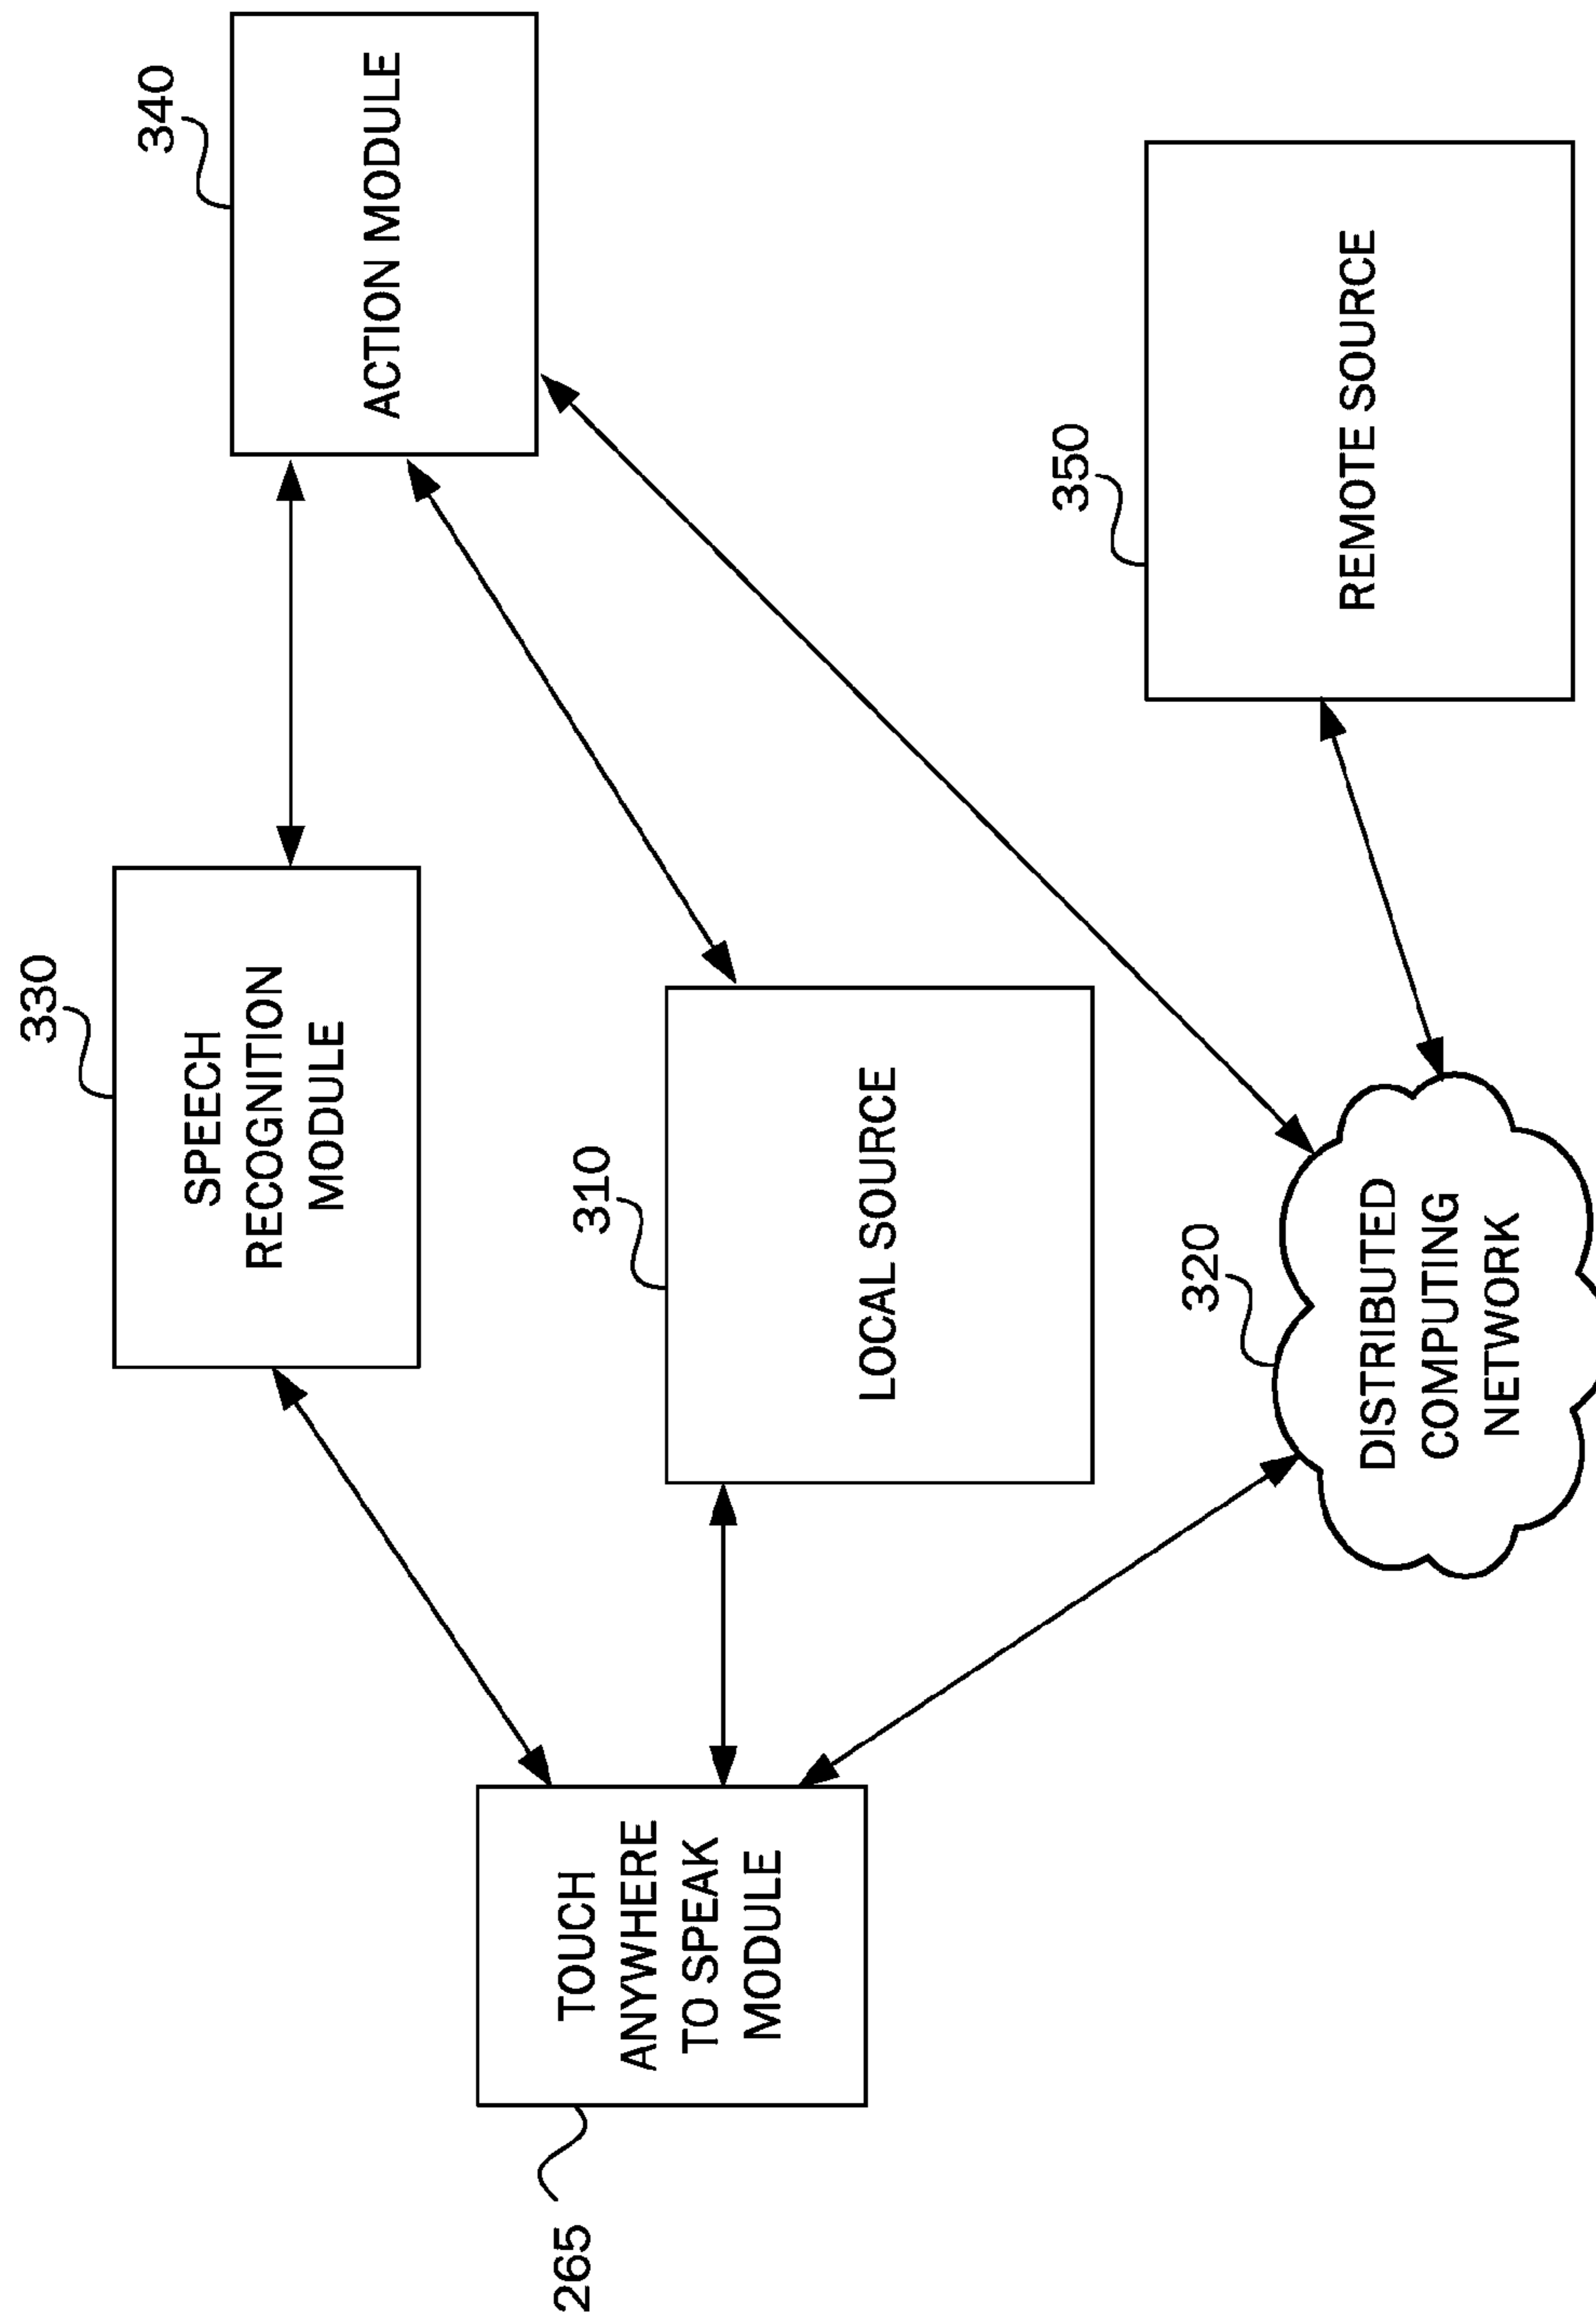 330
SPEECH
RECOGNITION
MODULE
340
ACTION MODULE
265
TOUCH
ANYWHERE
TO SPEAK
MODULE
310
LOCAL SOURCE
350
REMOTE SOURCE
320
DISTRIBUTED
COMPUTING
NETWORK